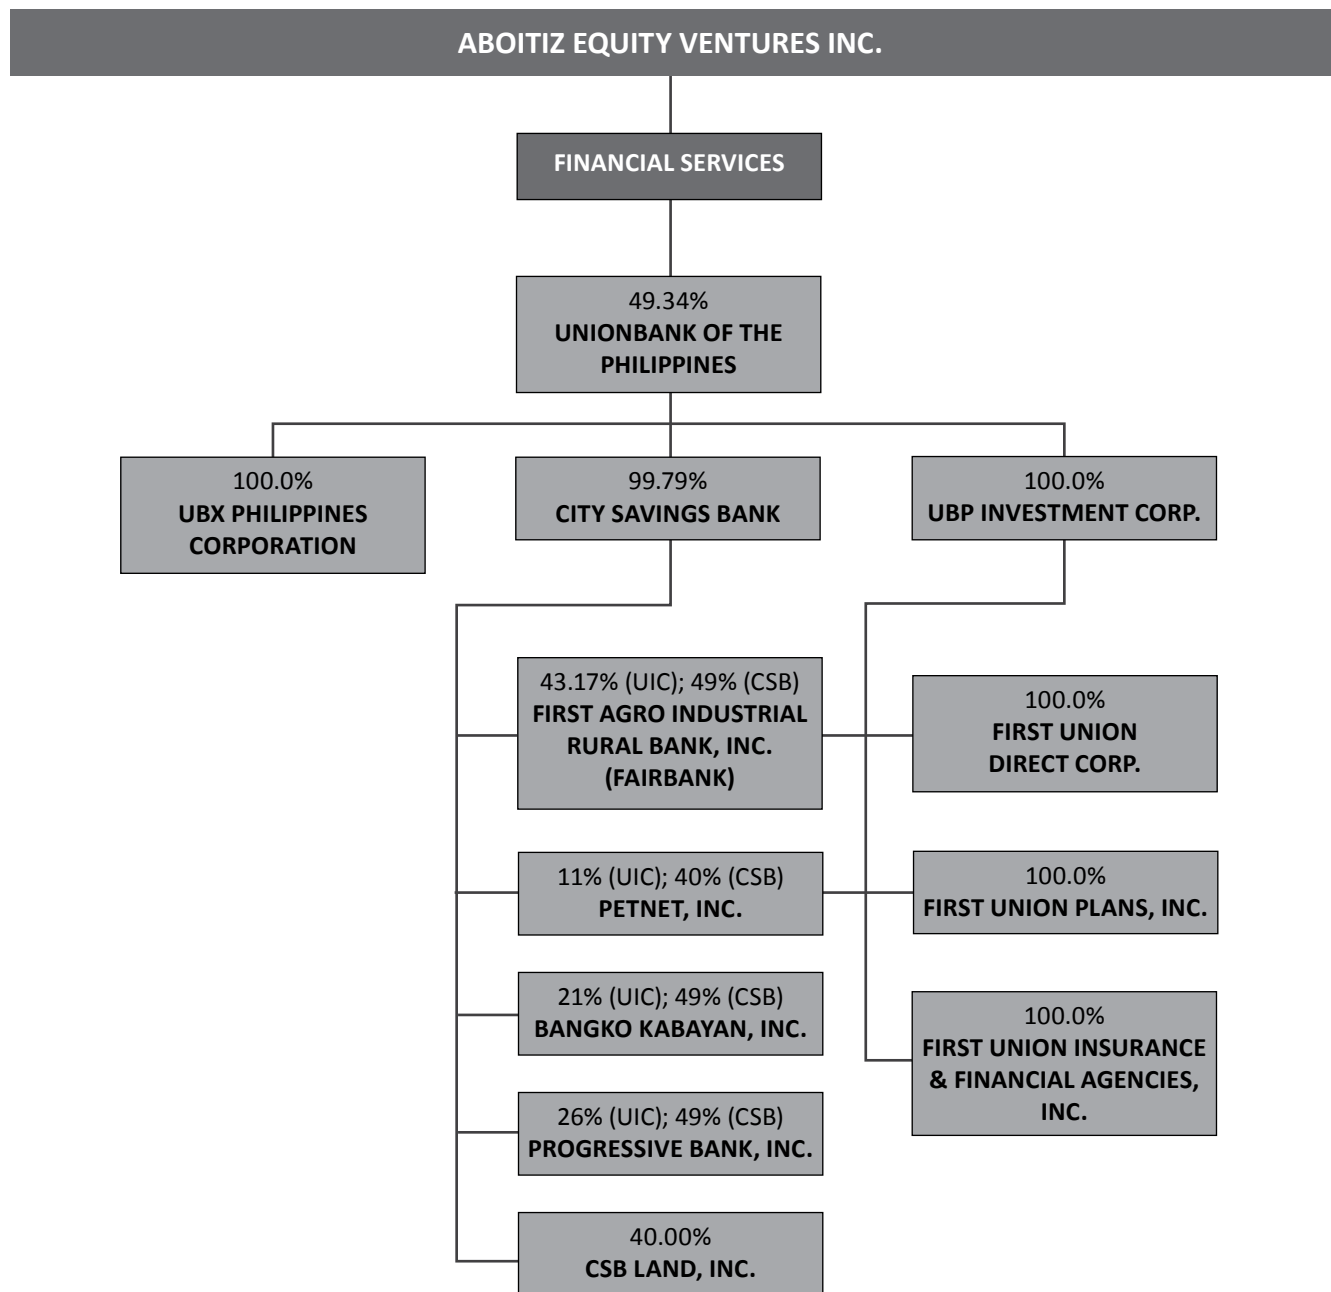 ABOITIZ EQUITY VENTURES INC.
FINANCIAL SERVICES
49.34%
UNIONBANK OF THE
PHILIPPINES
100.0%
UBX PHILIPPINES
CORPORATION
99.79%
CITY SAVINGS BANK
100.0%
UBP INVESTMENT CORP.
43.17% (UIC); 49% (CSB)
FIRST AGRO INDUSTRIAL
RURAL BANK, INC.
(FAIRBANK)
100.0%
FIRST UNION
DIRECT CORP.
11% (UIC); 40% (CSB)
PETNET, INC.
100.0%
FIRST UNION PLANS, INC.
21% (UIC); 49% (CSB)
BANGKO KABAYAN, INC.
100.0%
FIRST UNION INSURANCE
& FINANCIAL AGENCIES,
INC.
26% (UIC); 49% (CSB)
PROGRESSIVE BANK, INC.
40.00%
CSB LAND, INC.